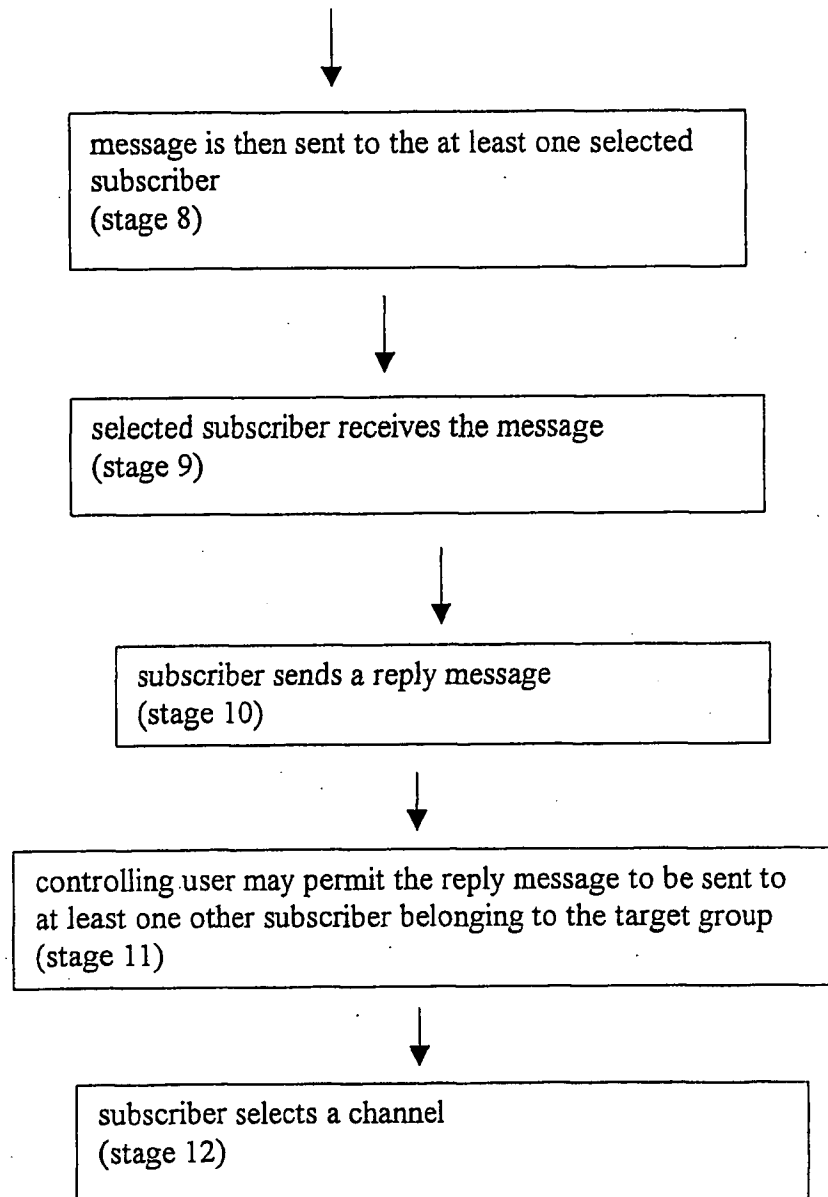 message is then sent to the at least one selected
subscriber
(stage 8)
selected subscriber receives the message
(stage 9)
subscriber sends a reply message
(stage 10)
controlling user may permit the reply message to be sent to
at least one other subscriber belonging to the target group
(stage 11)
subscriber selects a channel
(stage 12)